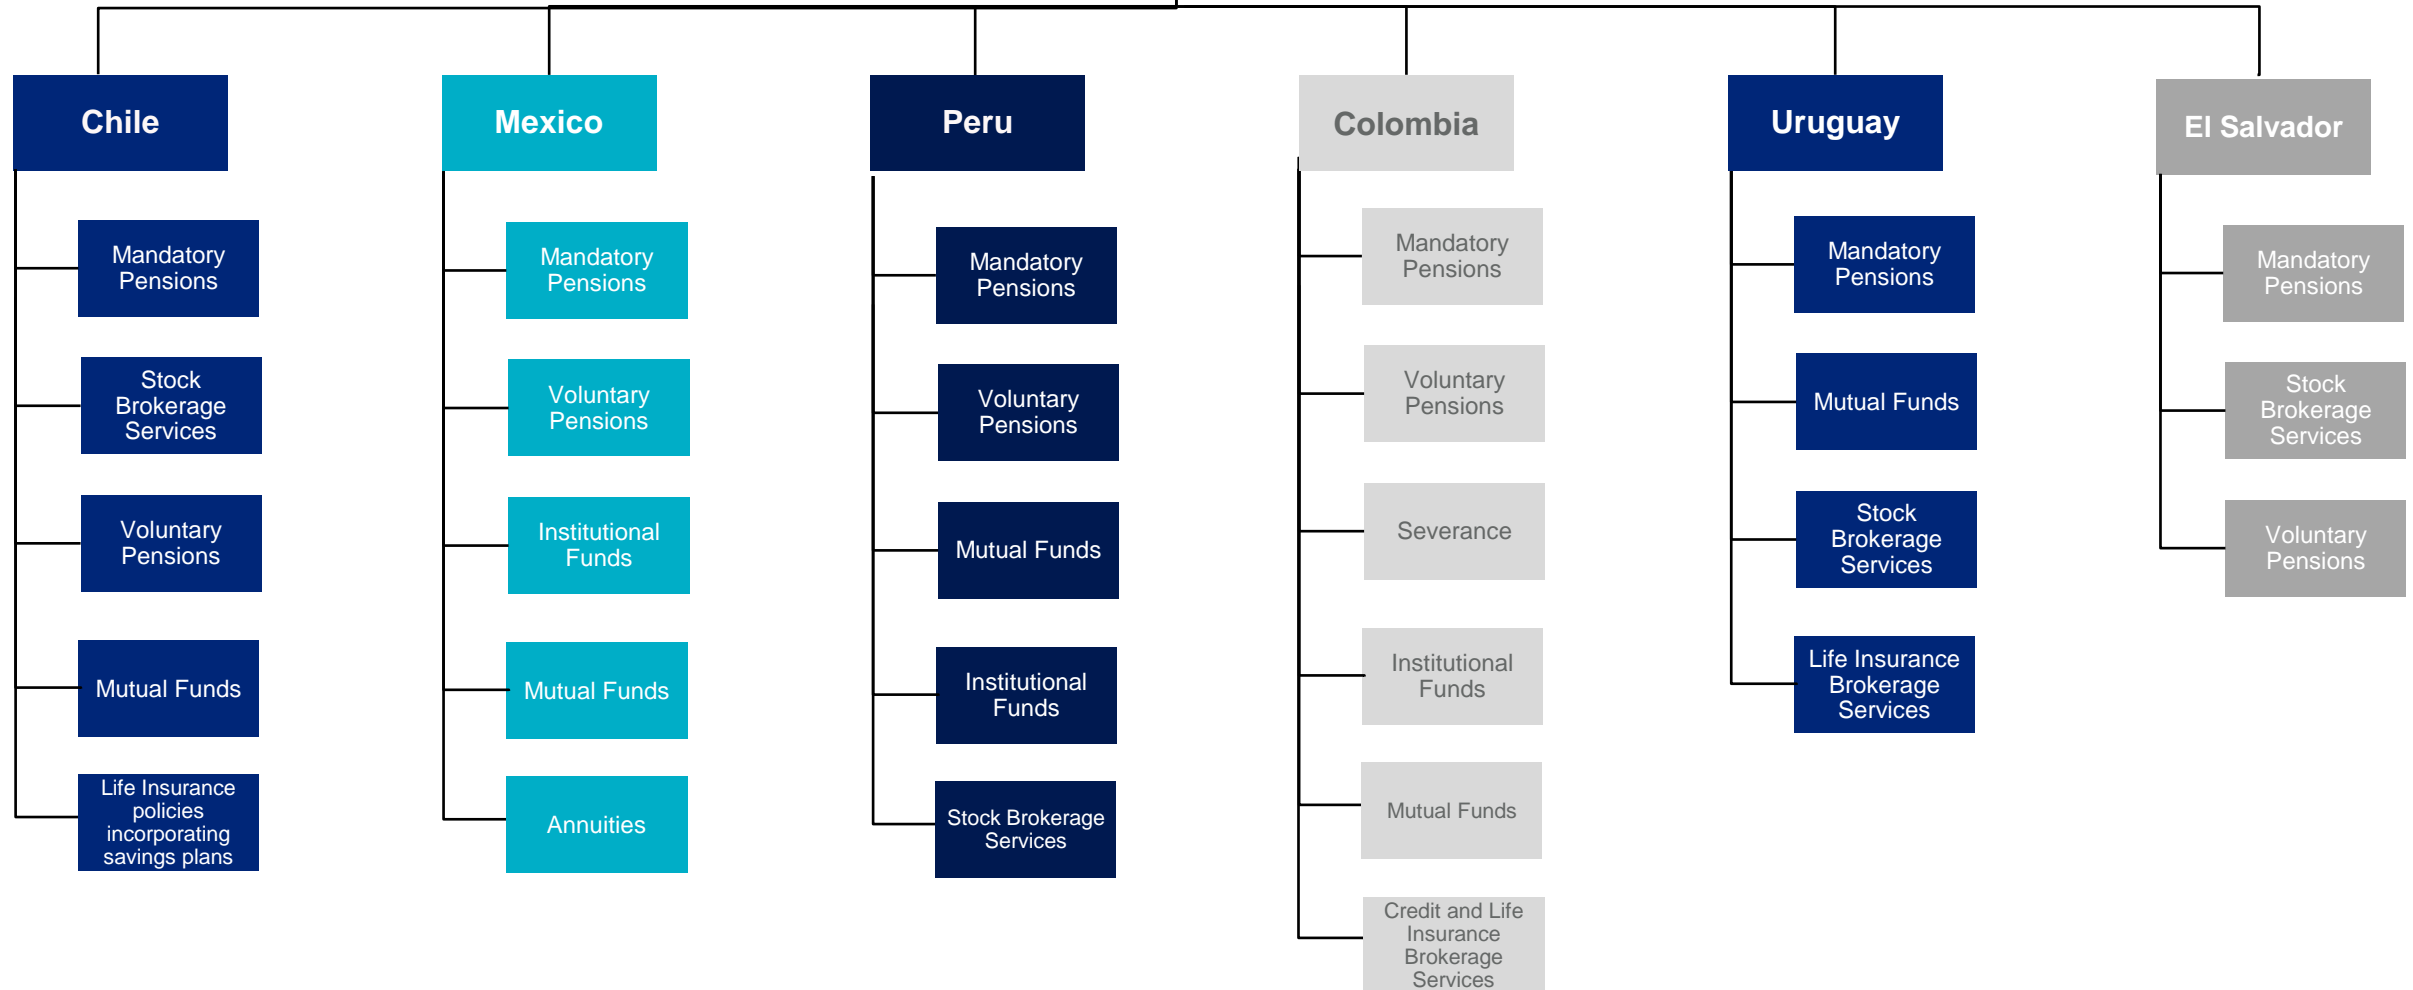 Chile
Mandatory
Pensions
Stock
Brokerage
Services
Voluntary
Pensions
Mutual Funds
Life Insurance
policies
incorporating
savings plans
Mexico
Mandatory
Pensions
Voluntary
Pensions
Institutional
Funds
Mutual Funds
Annuities
Peru
Mandatory
Pensions
Voluntary
Pensions
Mutual Funds
Institutional
Funds
Stock Brokerage
Services
Colombia
Mandatory
Pensions
Voluntary
Pensions
Severance
Institutional
Funds
Mutual Funds
Credit and Life
Insurance
Brokerage
Services
Uruguay
Mandatory
Pensions
Mutual Funds
Stock
Brokerage
Services
Life Insurance
Brokerage
Services
El Salvador
Mandatory
Pensions
Stock
Brokerage
Services
Voluntary
Pensions